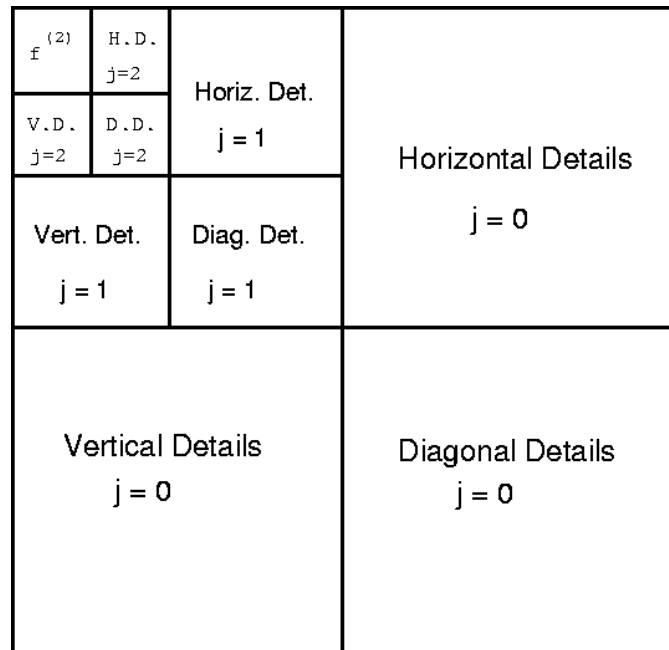 f (2)
H.D.
j=2
V.D.
j=2
D.D.
j=2
Horiz. Det.
j = 1
Vert. Det.
j = 1
Diag. Det.
j = 1
Horizontal Details
j = 0
Vertical Details
j = 0
Diagonal Details
j = 0